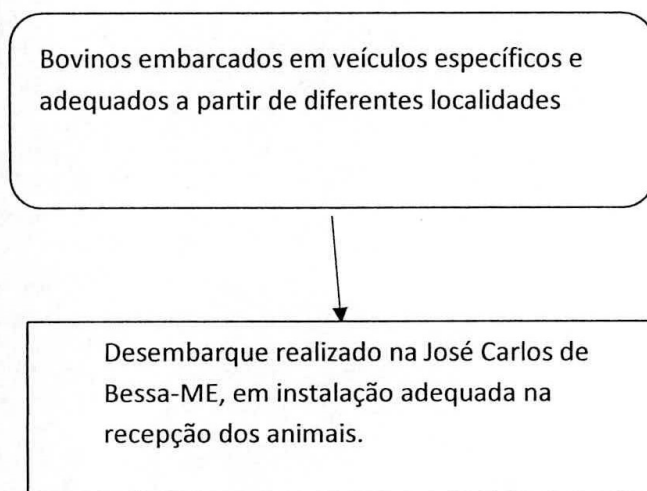 Bovinos embarcados em veículos específicos e
adequados a partir de diferentes localidades
Desembarque realizado na José Carlos de
Bessa-ME, em instalação adequada na
recepção dos animais.